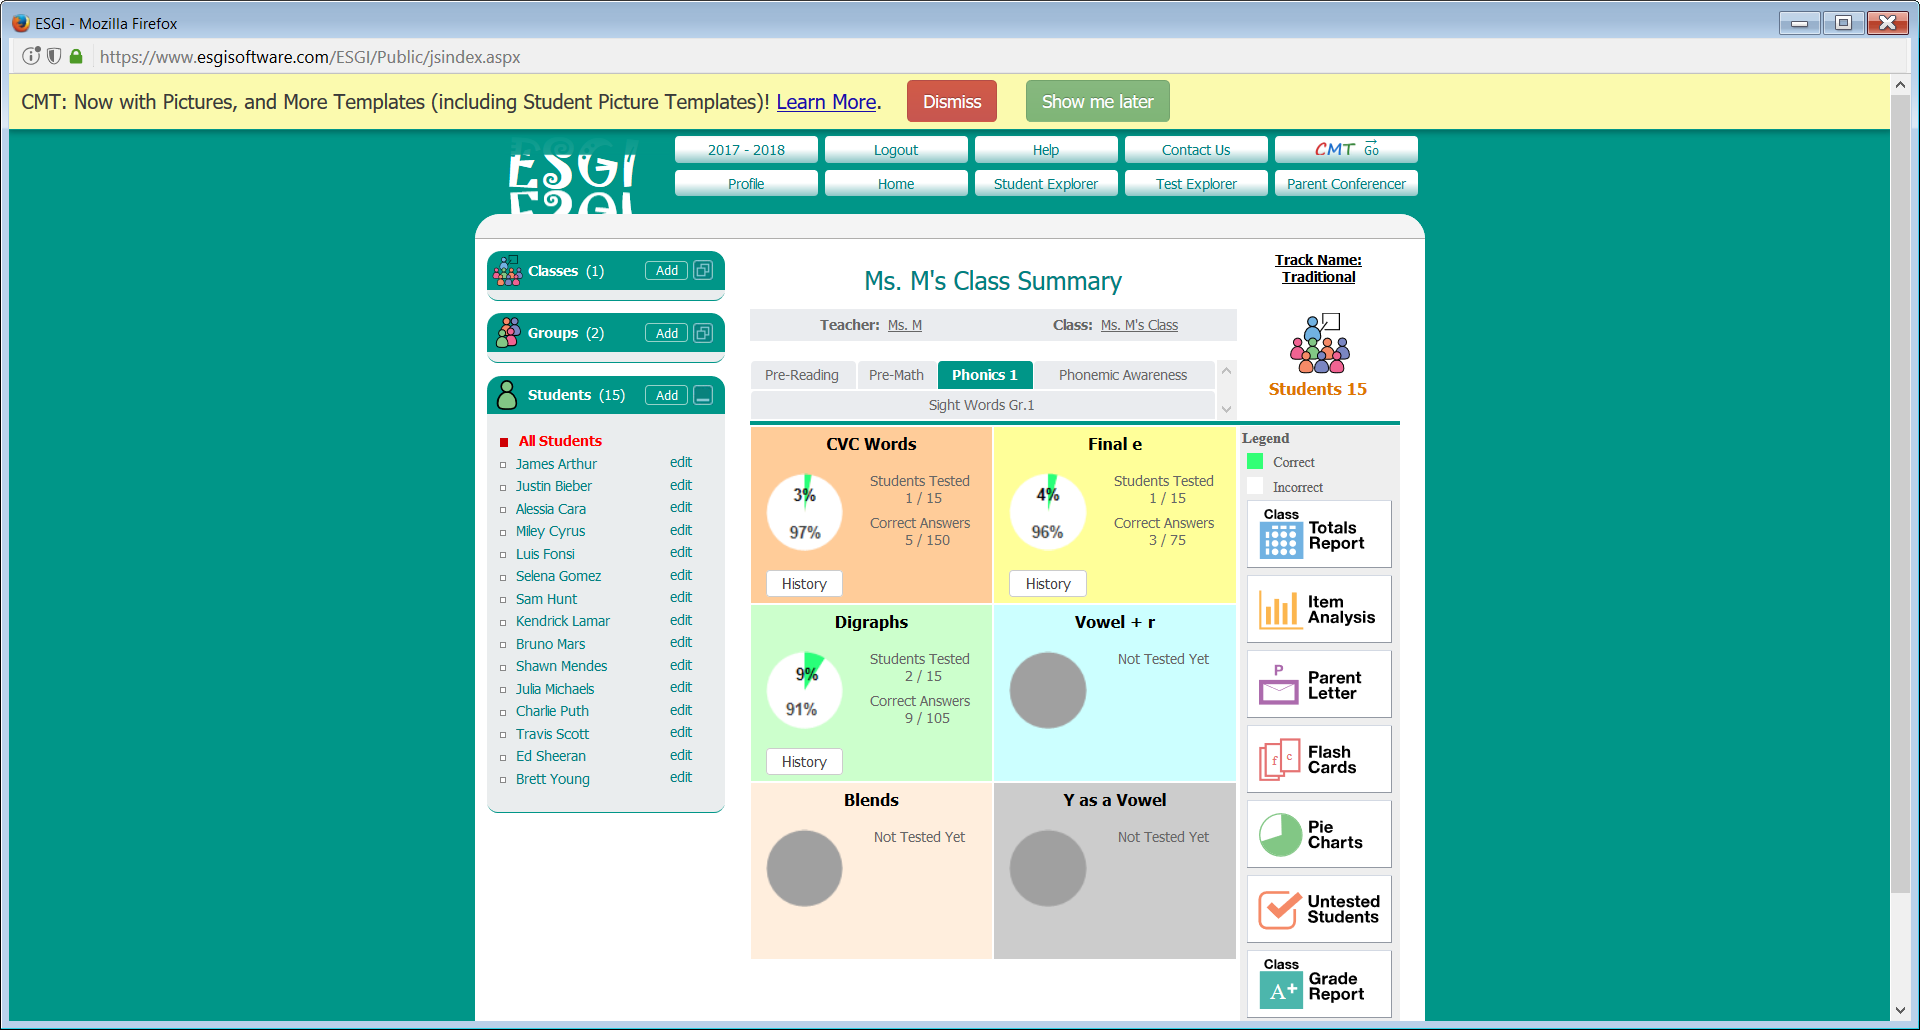 ESGI - Mozilla Firefox
https://www.esgisoftware.com/ESGI/Public/jsindex.aspx
CMT: Now with Pictures, and More Templates (including Student Picture Templates)! Learn More.
Dismiss
Show me later
ESGI
2017 - 2018
Logout
Help
Contact Us
CMT Go
Profile
Home
Student Explorer
Test Explorer
Parent Conferencer
Classes (1)
Add
Groups (2)
Add
Students (15)
Add
All Students
James Arthur edit
Justin Bieber edit
Alessia Cara edit
Miley Cyrus edit
Luis Fonsi edit
Selena Gomez edit
Sam Hunt edit
Kendrick Lamar edit
Bruno Mars edit
Shawn Mendes edit
Julia Michaels edit
Charlie Puth edit
Travis Scott edit
Ed Sheeran edit
Brett Young edit
Ms. M's Class Summary
Teacher: Ms. M
Class: Ms. M's Class
Track Name:
Traditional
Students 15
Pre-Reading
Pre-Math
Phonics 1
Phonemic Awareness
Sight Words Gr.1
CVC Words
3%
97%
Students Tested
1 / 15
Correct Answers
5 / 150
History
Final e
4%
96%
Students Tested
1 / 15
Correct Answers
3 / 75
History
Digraphs
9%
91%
Students Tested
2 / 15
Correct Answers
9 / 105
History
Vowel + r
Not Tested Yet
Blends
Not Tested Yet
Y as a Vowel
Not Tested Yet
Legend
Correct
Incorrect
Class
Totals
Report
Item
Analysis
P
Parent
Letter
f c
Flash
Cards
Pie
Charts
Untested
Students
Class
A+
Grade
Report